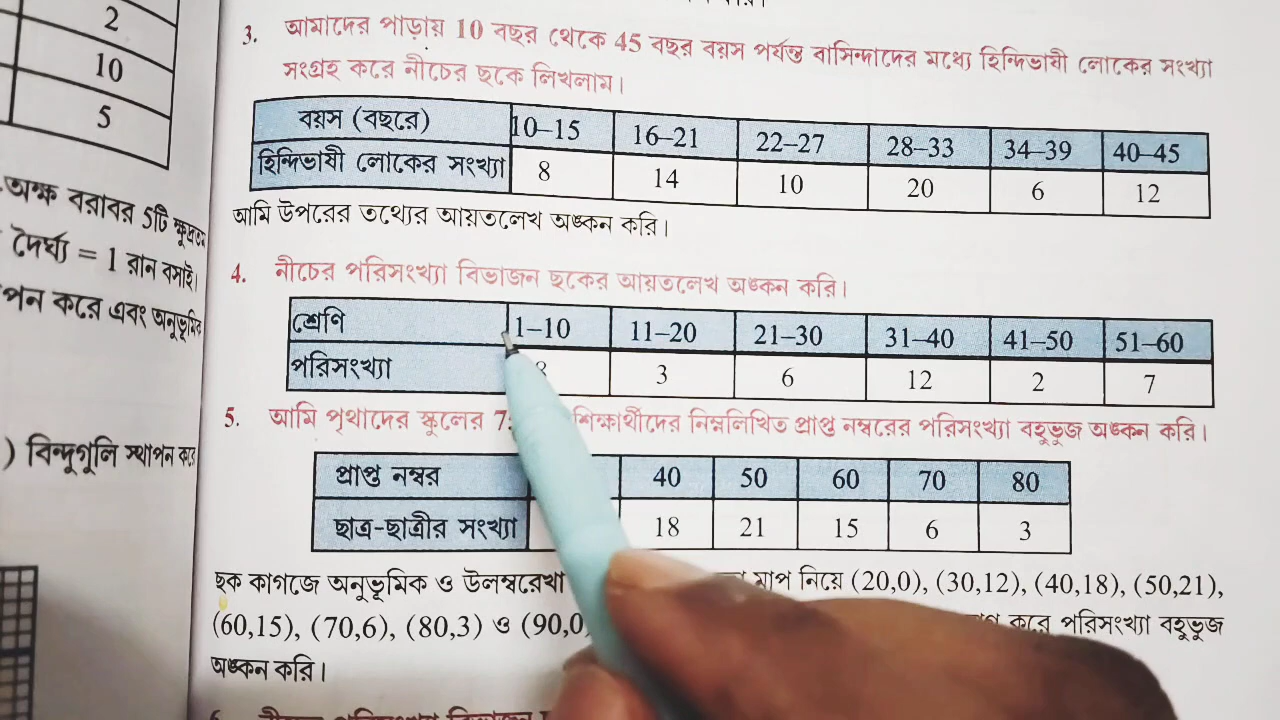 2
10
5
অক্ষ বরাবর 5টি ক্ষুদ্রতম
দৈর্ঘ্য = 1 রান বসাই।
পন করে এবং অনুভূমিক
) বিন্দুগুলি স্থাপন করে
3. আমাদের পাড়ায় 10 বছর থেকে 45 বছর বয়স পর্যন্ত বাসিন্দাদের মধ্যে হিন্দিভাষী লোকের সংখ্যা
সংগ্রহ করে নীচের ছকে লিখলাম।
বয়স (বছরে) 10–15 16–21 22–27 28–33 34–39 40–45
হিন্দিভাষী লোকের সংখ্যা 8 14 10 20 6 12
আমি উপরের তথ্যের আয়তলেখ অঙ্কন করি।
4. নীচের পরিসংখ্যা বিভাজন ছকের আয়তলেখ অঙ্কন করি।
শ্রেণি 1–10 11–20 21–30 31–40 41–50 51–60
পরিসংখ্যা 3 6 12 2 7
5. আমি পৃথাদের স্কুলের শিক্ষার্থীদের নিম্নলিখিত প্রাপ্ত নম্বরের পরিসংখ্যা বহুভুজ অঙ্কন করি।
প্রাপ্ত নম্বর 40 50 60 70 80
ছাত্র-ছাত্রীর সংখ্যা 18 21 15 6 3
ছক কাগজে অনুভূমিক ও উলম্বরেখা মাপ নিয়ে (20,0), (30,12), (40,18), (50,21),
(60,15), (70,6), (80,3) ও (90,0) করে পরিসংখ্যা বহুভুজ
অঙ্কন করি।